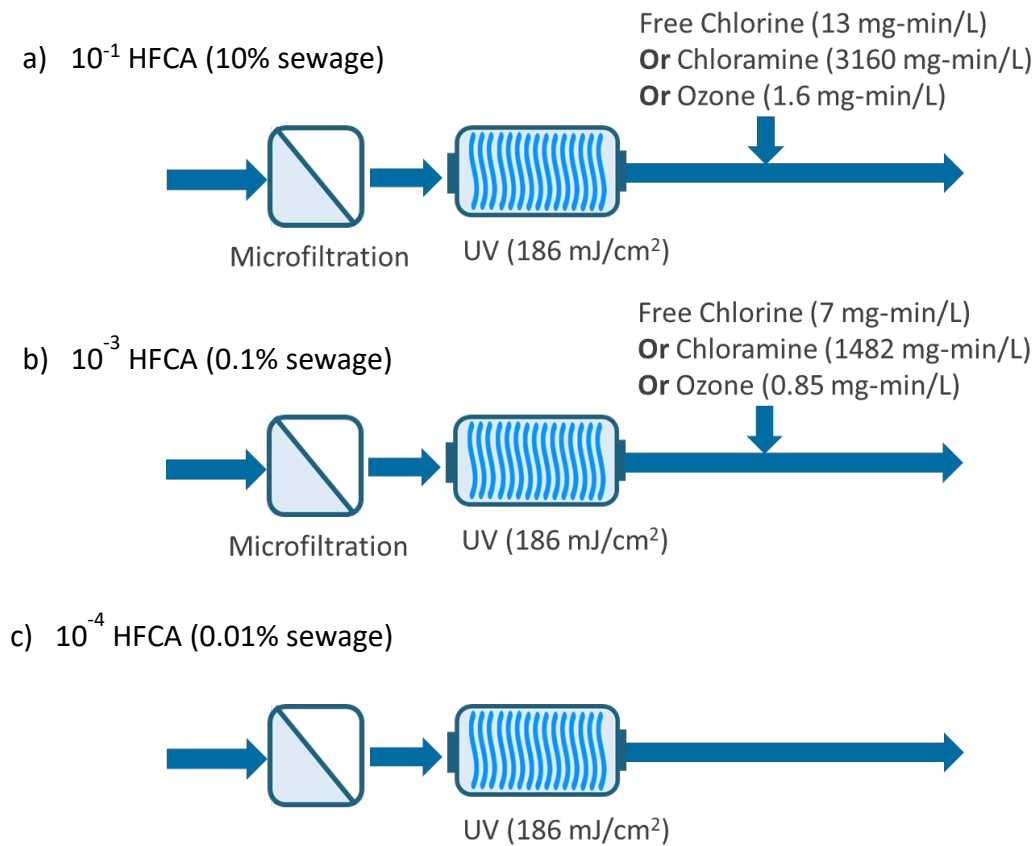 a) 10⁻¹ HFCA (10% sewage)
Free Chlorine (13 mg-min/L)
Or Chloramine (3160 mg-min/L)
Or Ozone (1.6 mg-min/L)
Microfiltration
UV (186 mJ/cm²)
b) 10⁻³ HFCA (0.1% sewage)
Free Chlorine (7 mg-min/L)
Or Chloramine (1482 mg-min/L)
Or Ozone (0.85 mg-min/L)
Microfiltration
UV (186 mJ/cm²)
c) 10⁻⁴ HFCA (0.01% sewage)
UV (186 mJ/cm²)